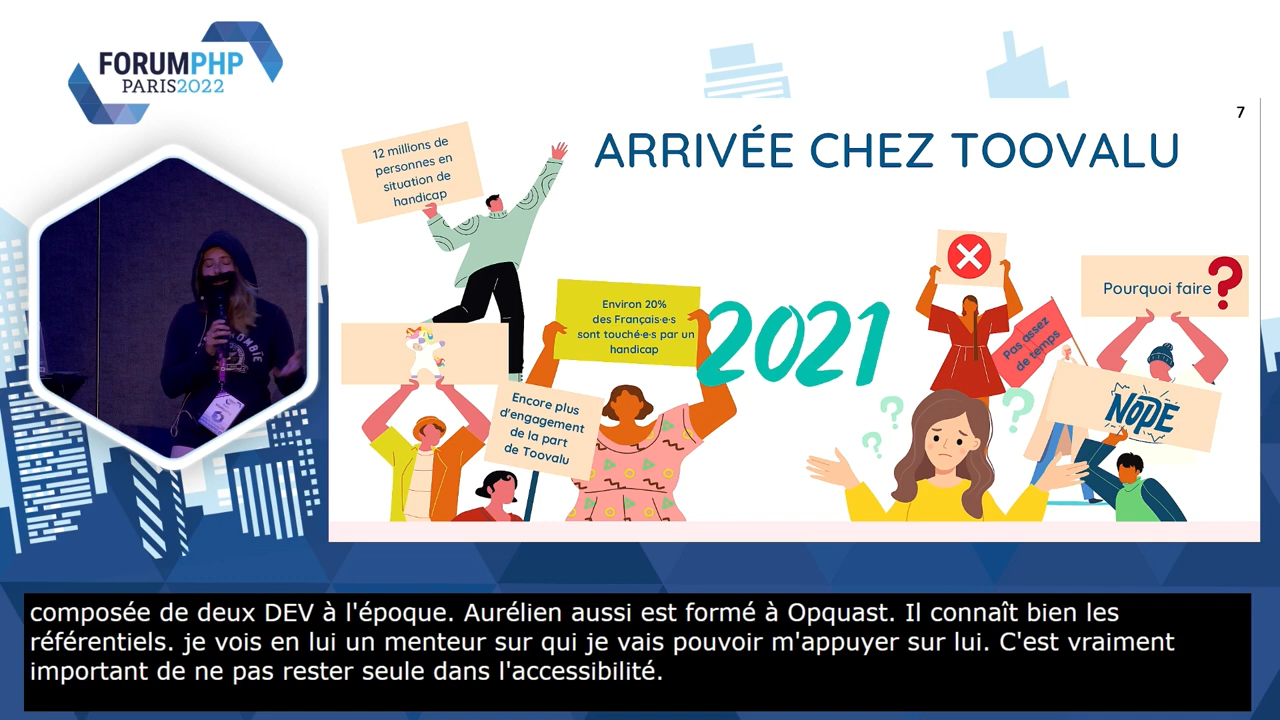 FORUMPHP
PARIS2022
7
ARRIVÉE CHEZ TOOVALU
12 millions de
personnes en
situation de
handicap
Environ 20%
des Français·e·s
sont touché·e·s par un
handicap
Encore plus
d'engagement
de la part
de Toovalu
2021
Pas assez
de temps
Pourquoi faire ?
NOPE
composée de deux DEV à l'époque. Aurélien aussi est formé à Opquast. Il connaît bien les
référentiels. je vois en lui un menteur sur qui je vais pouvoir m'appuyer sur lui. C'est vraiment
important de ne pas rester seule dans l'accessibilité.